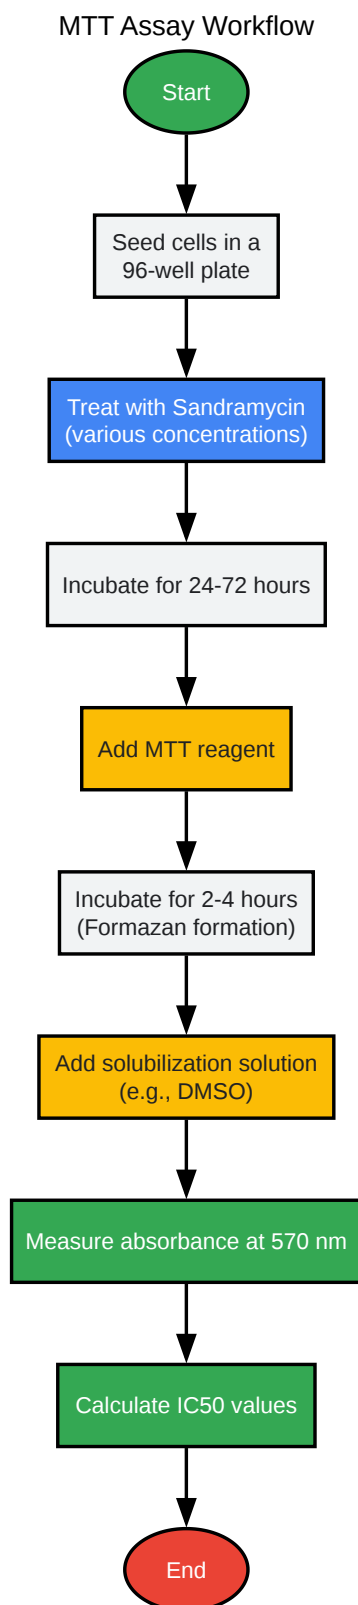 MTT Assay Workflow
Start
Seed cells in a
96-well plate
Treat with Sandramycin
(various concentrations)
Incubate for 24-72 hours
Add MTT reagent
Incubate for 2-4 hours
(Formazan formation)
Add solubilization solution
(e.g., DMSO)
Measure absorbance at 570 nm
Calculate IC50 values
End